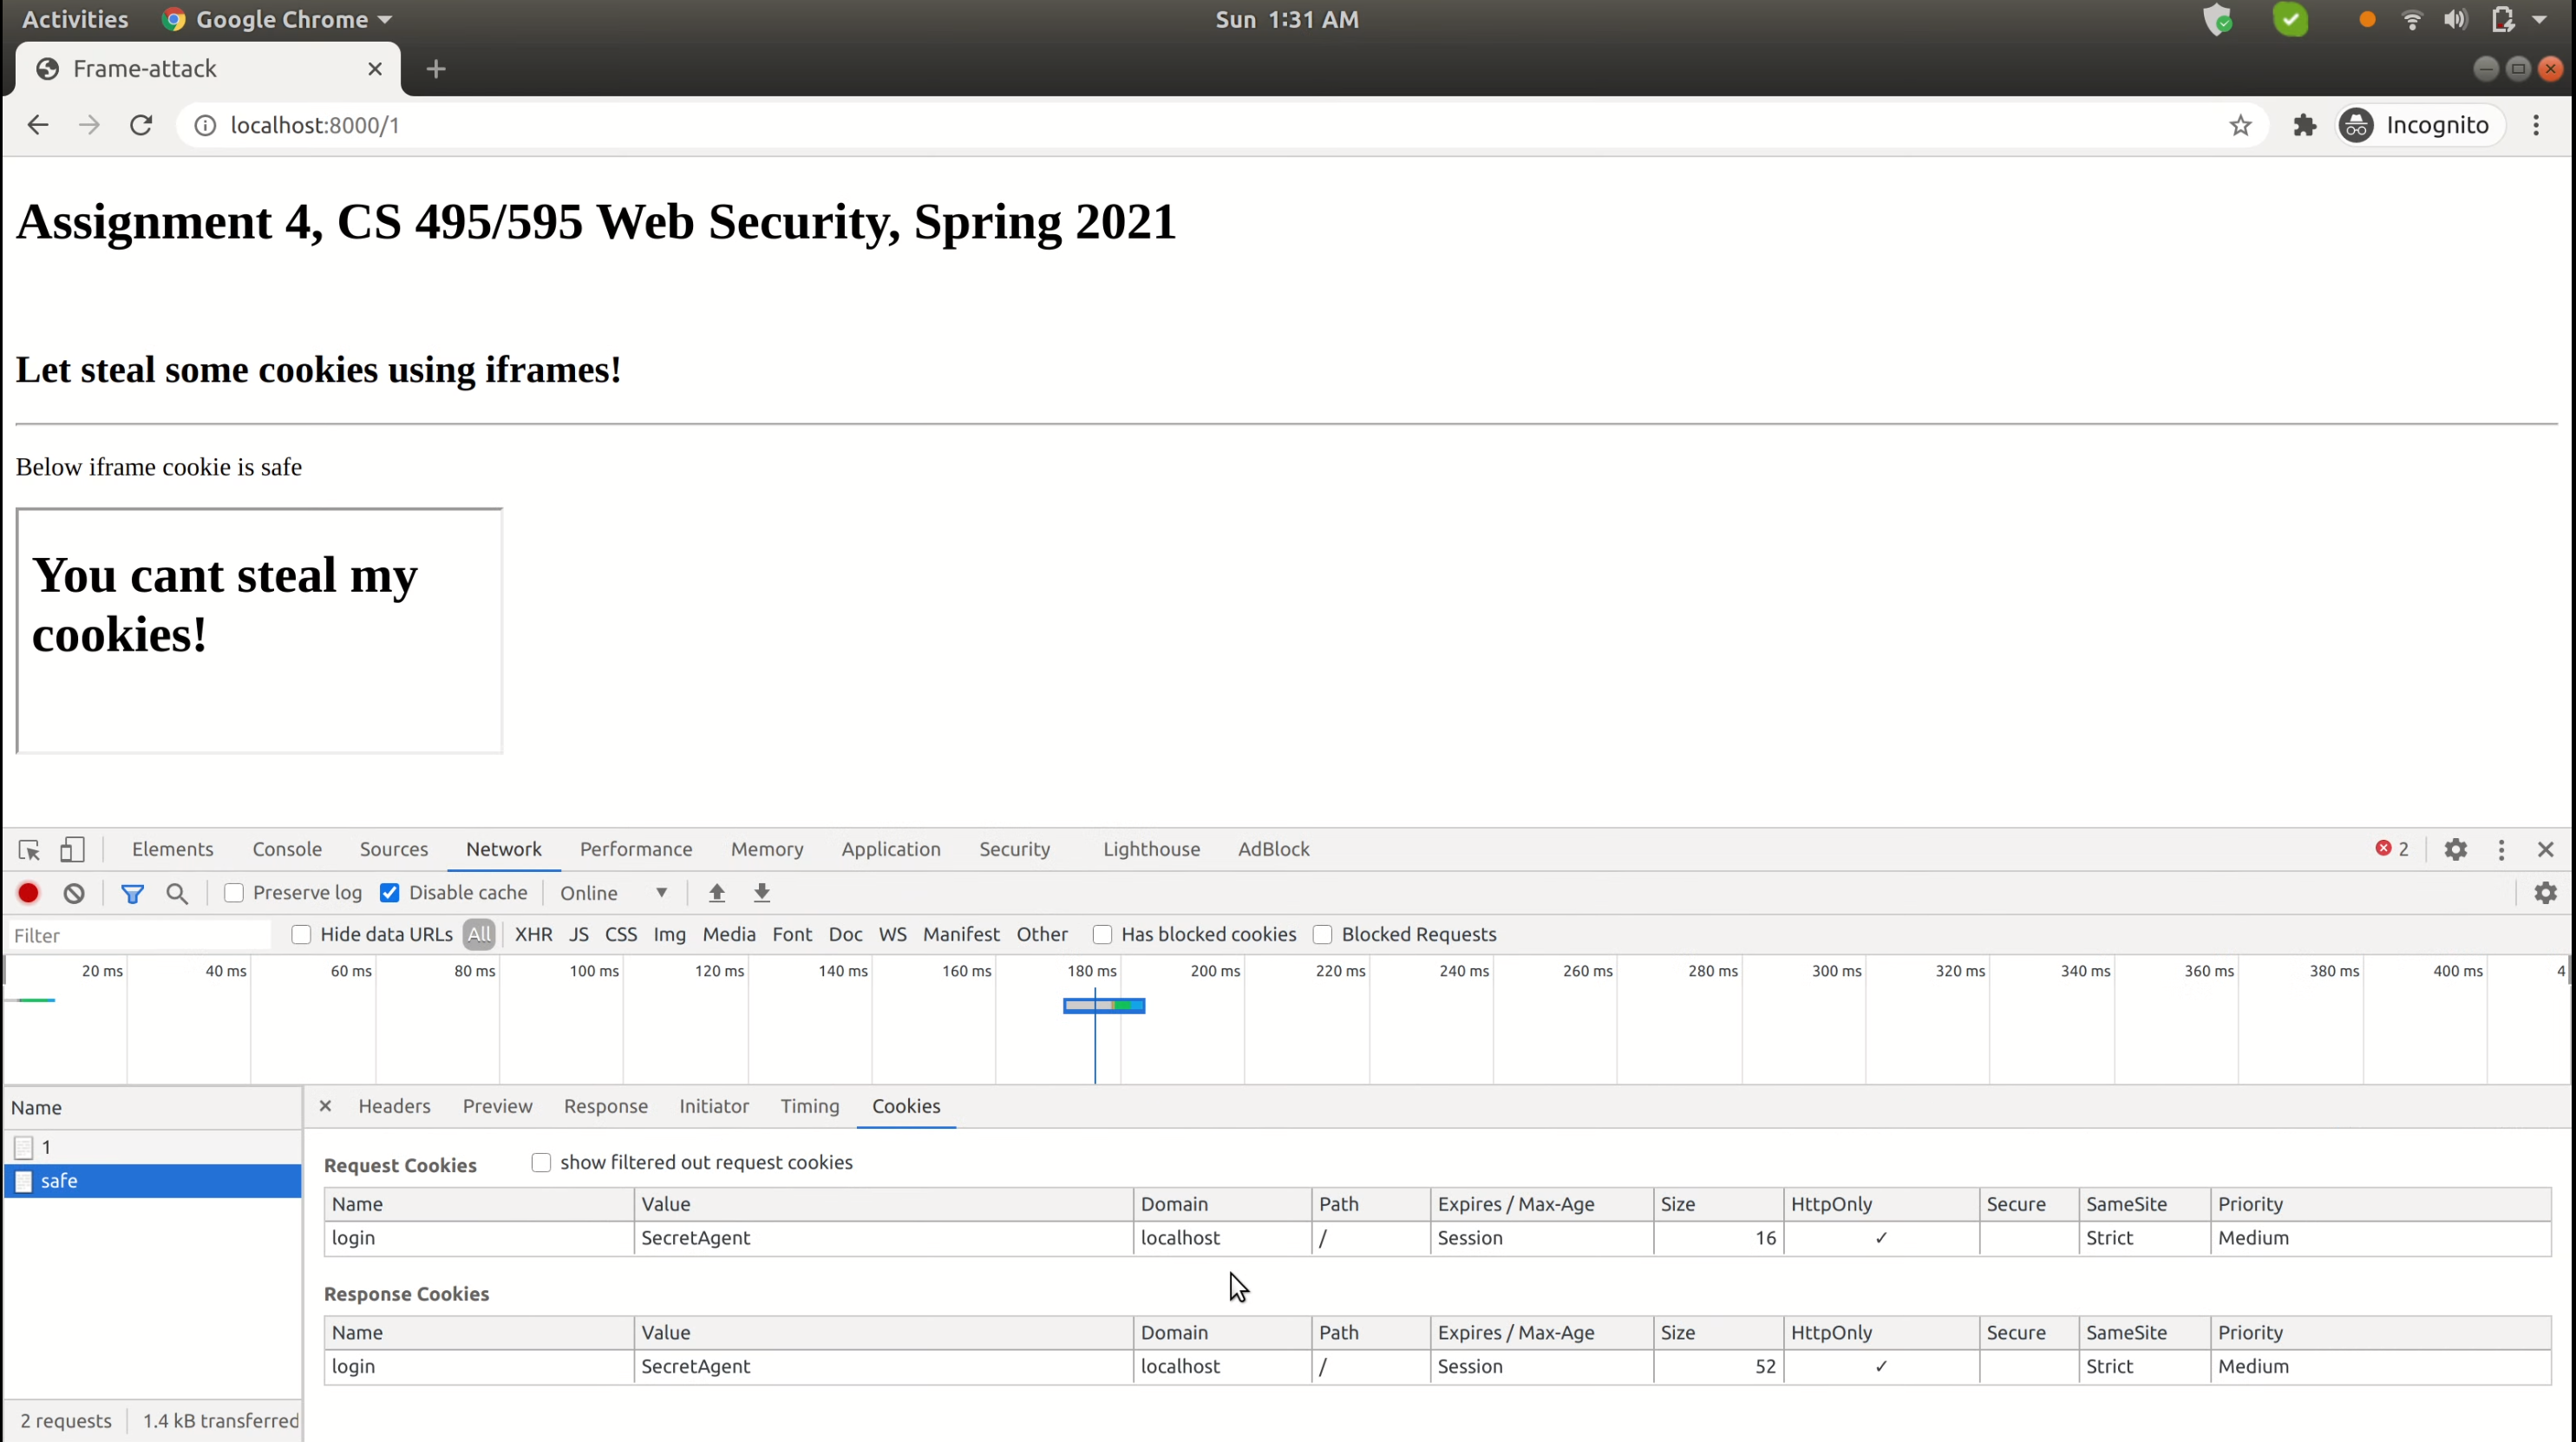 Activities Google Chrome Sun 1:31 AM
Frame-attack
localhost:8000/1 Incognito
Assignment 4, CS 495/595 Web Security, Spring 2021
Let steal some cookies using iframes!
Below iframe cookie is safe
You cant steal my
cookies!
Elements Console Sources Network Performance Memory Application Security Lighthouse AdBlock 2
Preserve log Disable cache Online
Filter Hide data URLs All XHR JS CSS Img Media Font Doc WS Manifest Other Has blocked cookies Blocked Requests
20 ms 40 ms 60 ms 80 ms 100 ms 120 ms 140 ms 160 ms 180 ms 200 ms 220 ms 240 ms 260 ms 280 ms 300 ms 320 ms 340 ms 360 ms 380 ms 400 ms 4
Name Headers Preview Response Initiator Timing Cookies
1
safe
Request Cookies show filtered out request cookies
Name Value Domain Path Expires / Max-Age Size HttpOnly Secure SameSite Priority
login SecretAgent localhost / Session 16 ✓ Strict Medium
Response Cookies
Name Value Domain Path Expires / Max-Age Size HttpOnly Secure SameSite Priority
login SecretAgent localhost / Session 52 ✓ Strict Medium
2 requests 1.4 kB transferred